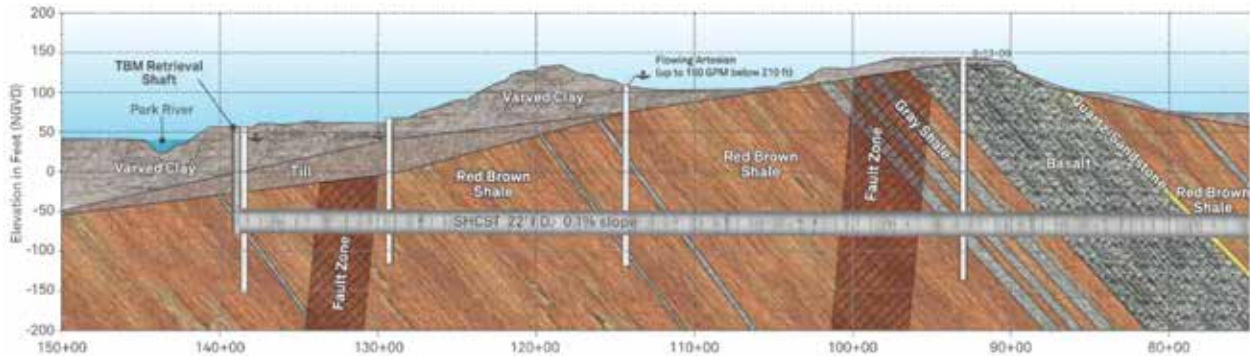 Elevation in Feet (NGVD)
200
150
100
50
0
-50
-100
-150
-200
TBM Retrieval
Shaft
Park River
Varved Clay
Till
Varved Clay
Flowing Artesian
(up to 100 GPM below 210 ft)
Red Brown
Shale
Red Brown
Shale
Fault Zone
Fault Zone
Gray Shale
Basalt
Quartz Sandstone
Red Brown
Shale
SHCST 22' I.D., 0.1% slope
150+00
140+00
130+00
120+00
110+00
100+00
90+00
80+00